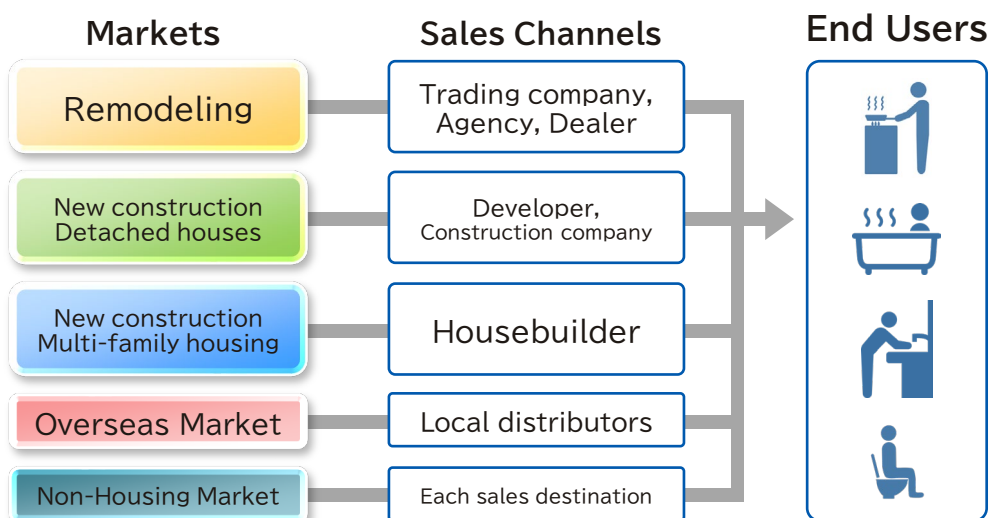 Markets
Sales Channels
End Users
Remodeling
Trading company,
Agency, Dealer
New construction
Detached houses
Developer,
Construction company
New construction
Multi-family housing
Housebuilder
Overseas Market
Local distributors
Non-Housing Market
Each sales destination